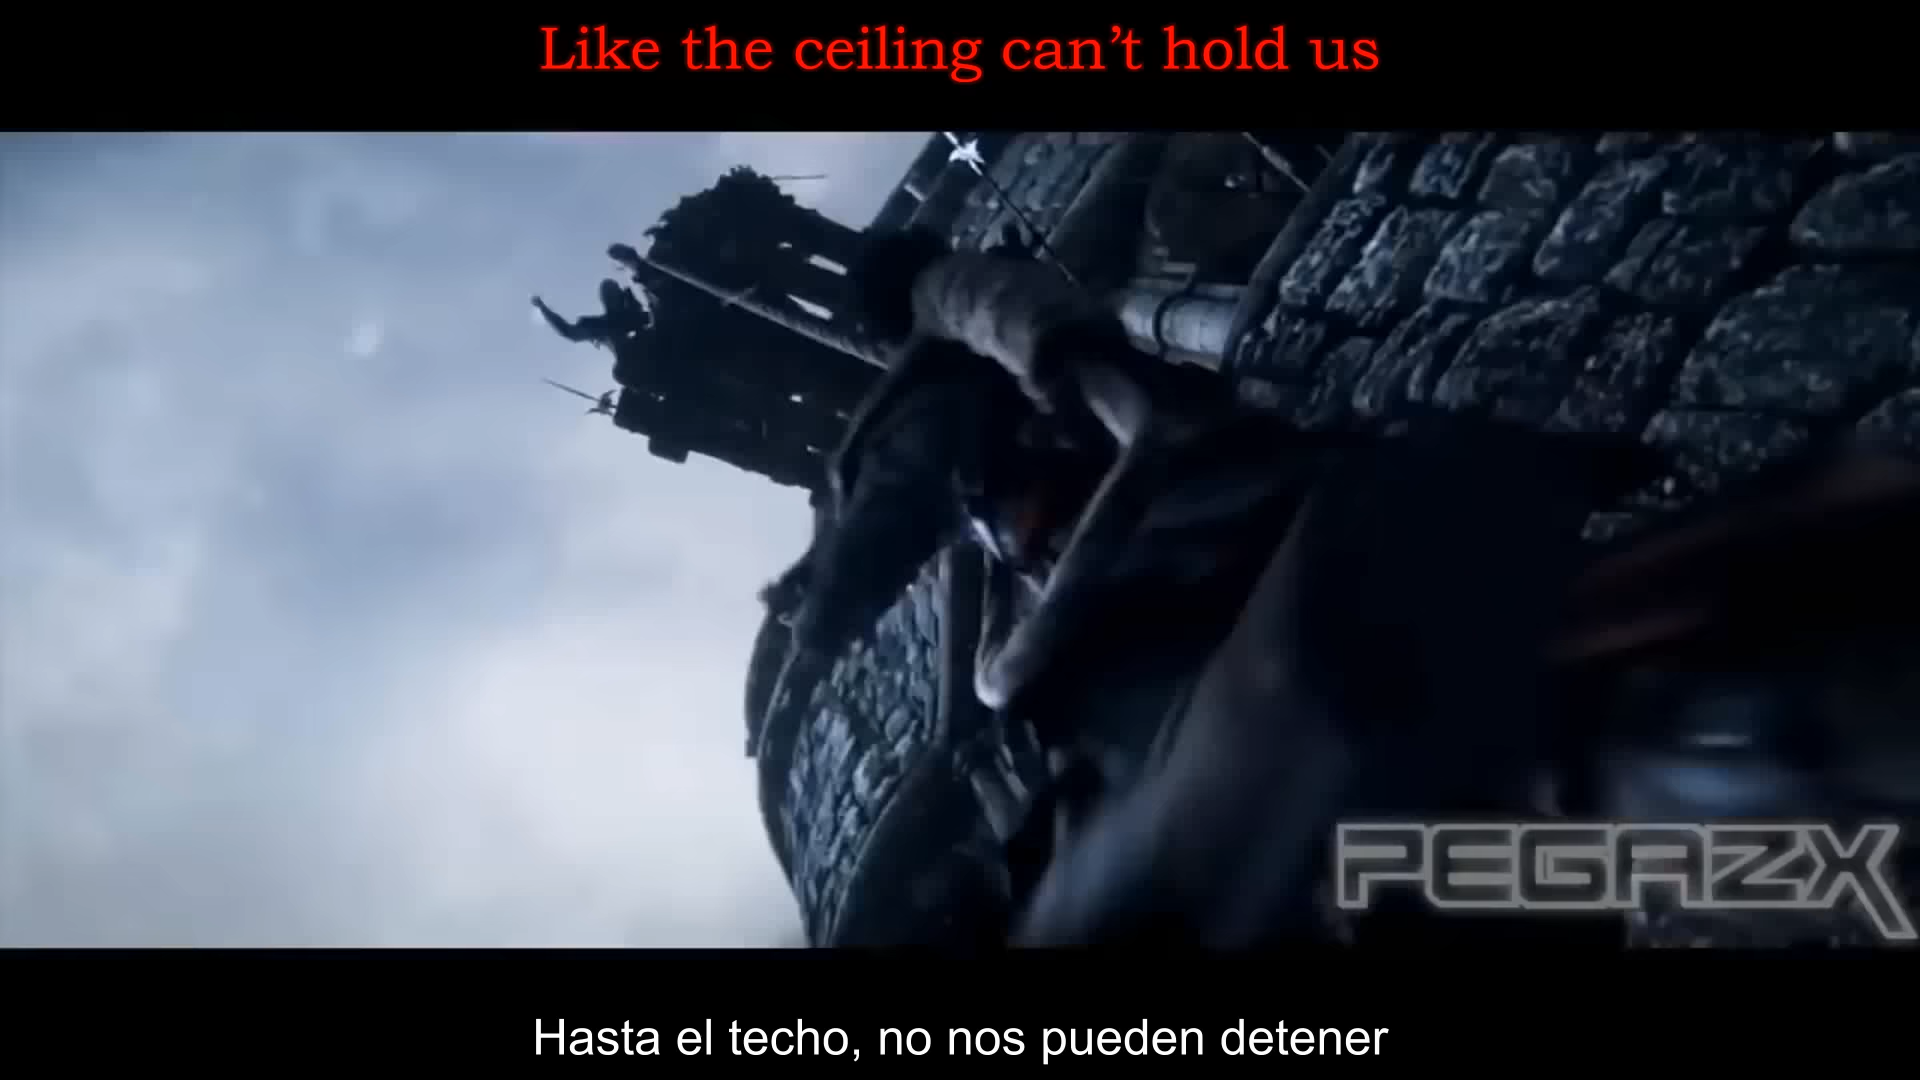 Like the ceiling can’t hold us
PEGAZX
Hasta el techo, no nos pueden detener